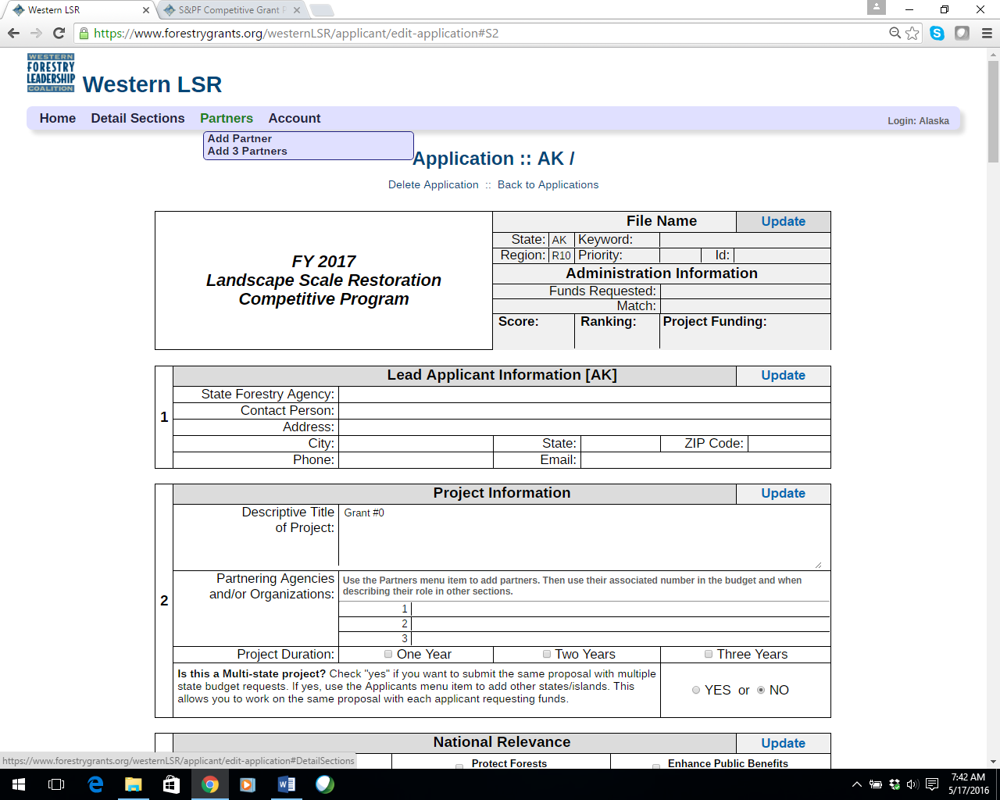 Western LSR
S&PF Competitive Grant
https://www.forestrygrants.org/westernLSR/applicant/edit-application#S2
WESTERN
FORESTRY
LEADERSHIP
COALITION
Western LSR
Home Detail Sections Partners Account Login: Alaska
Add Partner
Add 3 Partners
Application :: AK /
Delete Application :: Back to Applications
FY 2017
Landscape Scale Restoration
Competitive Program
File Name Update
State: AK Keyword:
Region: R10 Priority: Id:
Administration Information
Funds Requested:
Match:
Score: Ranking: Project Funding:
1
Lead Applicant Information [AK] Update
State Forestry Agency:
Contact Person:
Address:
City: State: ZIP Code:
Phone: Email:
2
Project Information Update
Descriptive Title
of Project:
Grant #0
Partnering Agencies
and/or Organizations:
Use the Partners menu item to add partners. Then use their associated number in the budget and when
describing their role in other sections.
1
2
3
Project Duration: One Year Two Years Three Years
Is this a Multi-state project? Check "yes" if you want to submit the same proposal with multiple
state budget requests. If yes, use the Applicants menu item to add other states/islands. This
allows you to work on the same proposal with each applicant requesting funds.
YES or NO
National Relevance Update
Protect Forests Enhance Public Benefits
https://www.forestrygrants.org/westernLSR/applicant/edit-application#DetailSections
7:42 AM
5/17/2016